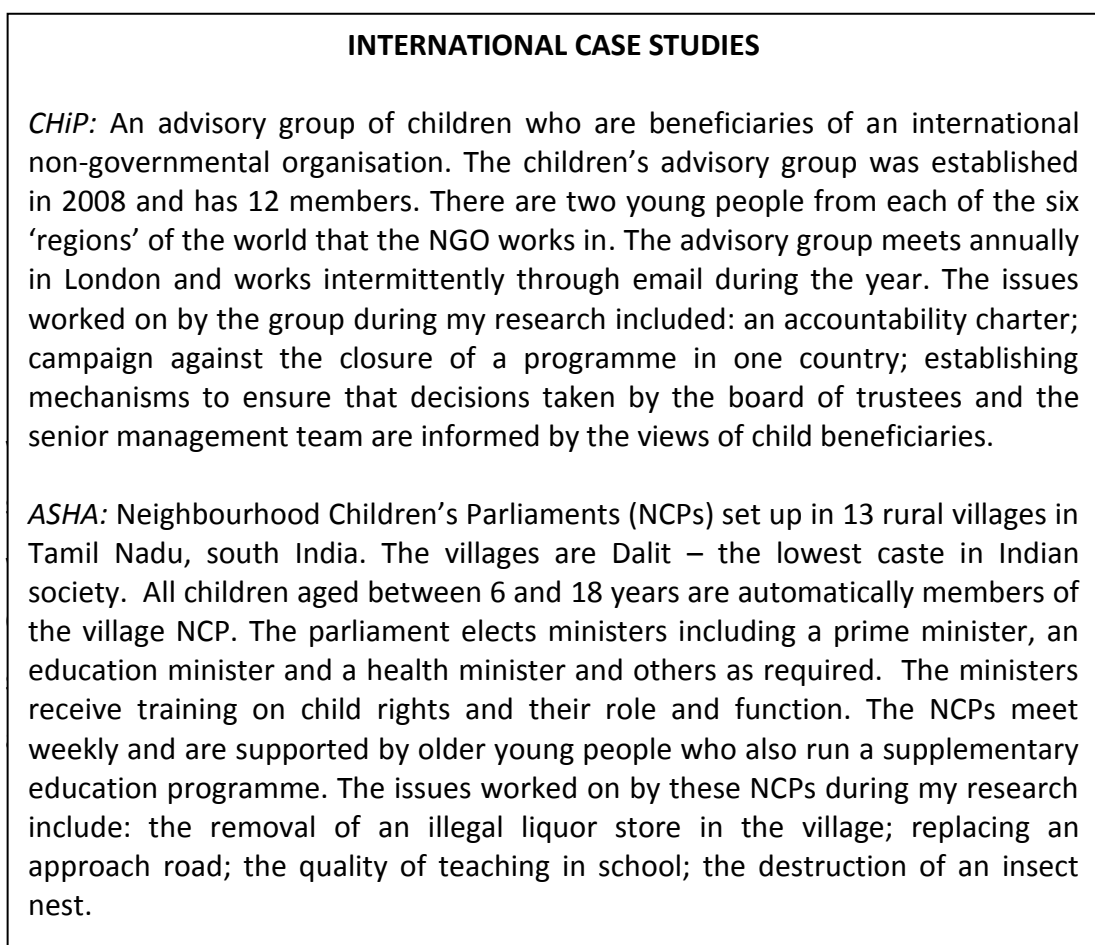 INTERNATIONAL CASE STUDIES
CHiP: An advisory group of children who are beneficiaries of an international
non-governmental organisation. The children’s advisory group was established
in 2008 and has 12 members. There are two young people from each of the six
‘regions’ of the world that the NGO works in. The advisory group meets annually
in London and works intermittently through email during the year. The issues
worked on by the group during my research included: an accountability charter;
campaign against the closure of a programme in one country; establishing
mechanisms to ensure that decisions taken by the board of trustees and the
senior management team are informed by the views of child beneficiaries.
ASHA: Neighbourhood Children’s Parliaments (NCPs) set up in 13 rural villages in
Tamil Nadu, south India. The villages are Dalit – the lowest caste in Indian
society. All children aged between 6 and 18 years are automatically members of
the village NCP. The parliament elects ministers including a prime minister, an
education minister and a health minister and others as required. The ministers
receive training on child rights and their role and function. The NCPs meet
weekly and are supported by older young people who also run a supplementary
education programme. The issues worked on by these NCPs during my research
include: the removal of an illegal liquor store in the village; replacing an
approach road; the quality of teaching in school; the destruction of an insect
nest.